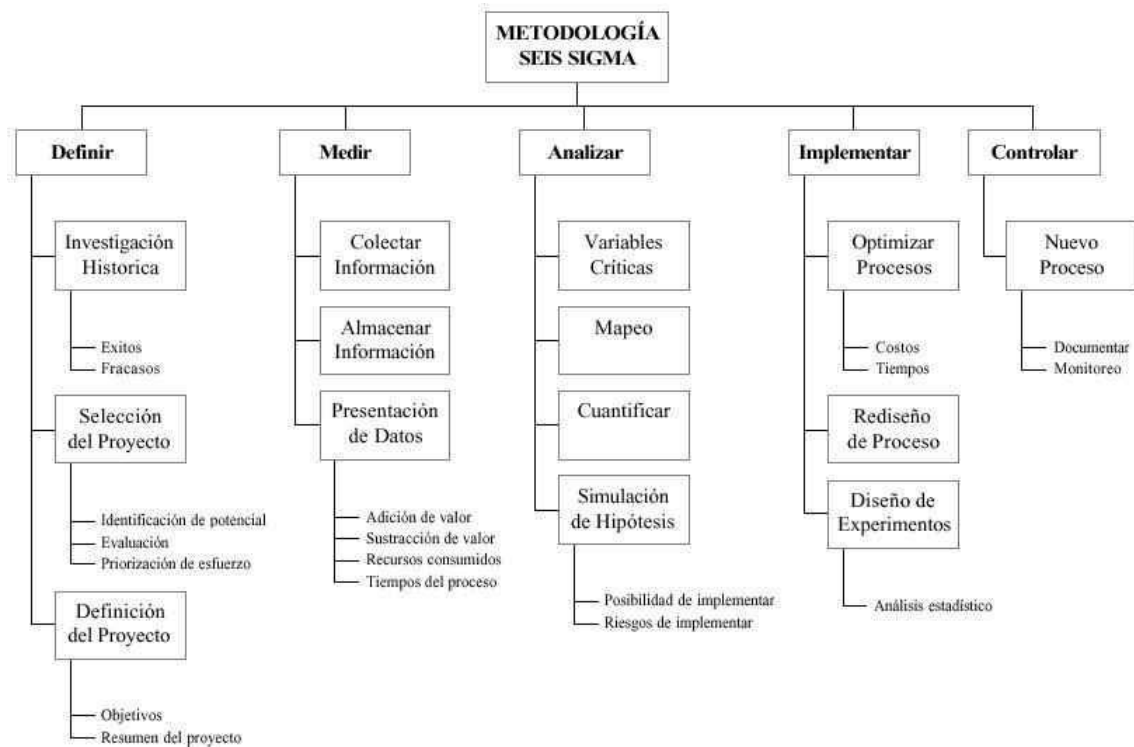 METODOLOGÍA
SEIS SIGMA
Definir
Medir
Analizar
Implementar
Controlar
Investigación
Historica
Exitos
Fracasos
Selección
del Proyecto
Identificación de potencial
Evaluación
Priorización de esfuerzo
Definición
del Proyecto
Objetivos
Resumen del proyecto
Colectar
Información
Almacenar
Información
Presentación
de Datos
Adición de valor
Sustracción de valor
Recursos consumidos
Tiempos del proceso
Variables
Críticas
Mapeo
Cuantificar
Simulación
de Hipótesis
Posibilidad de implementar
Riesgos de implementar
Optimizar
Procesos
Costos
Tiempos
Rediseño
de Proceso
Diseño de
Experimentos
Análisis estadístico
Nuevo
Proceso
Documentar
Monitoreo